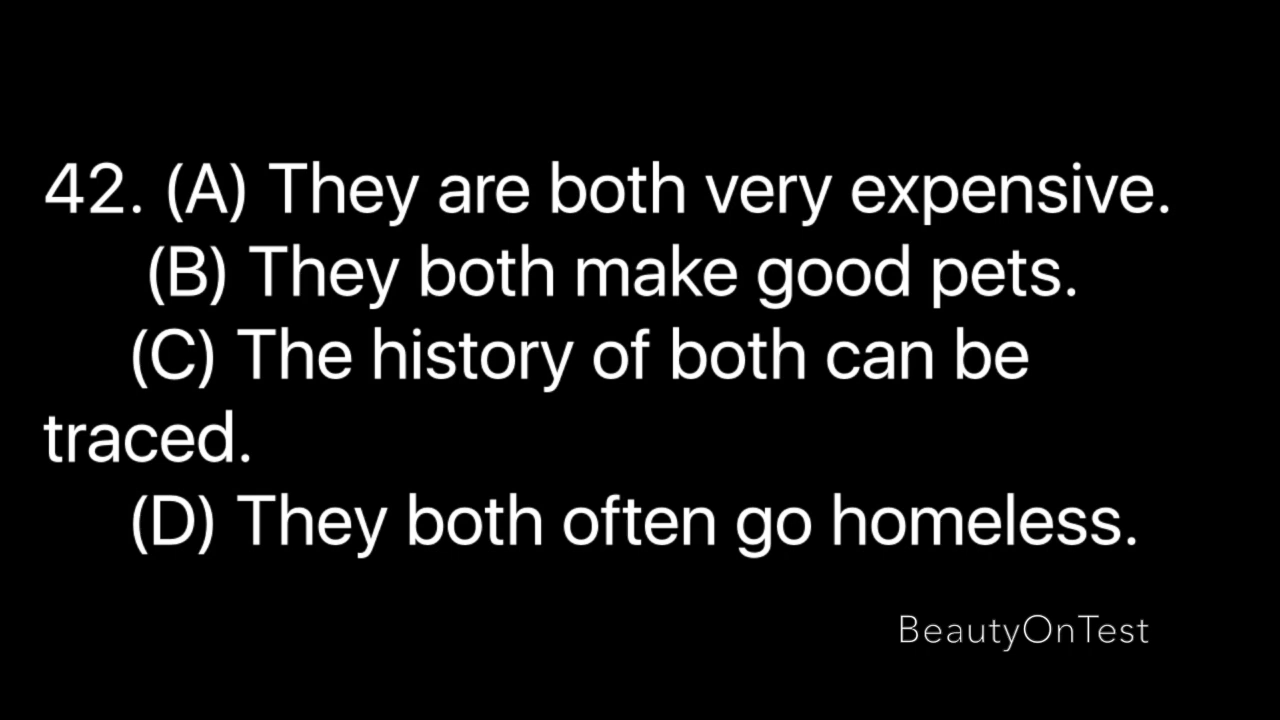 42. (A) They are both very expensive.
(B) They both make good pets.
(C) The history of both can be
traced.
(D) They both often go homeless.
BeautyOnTest